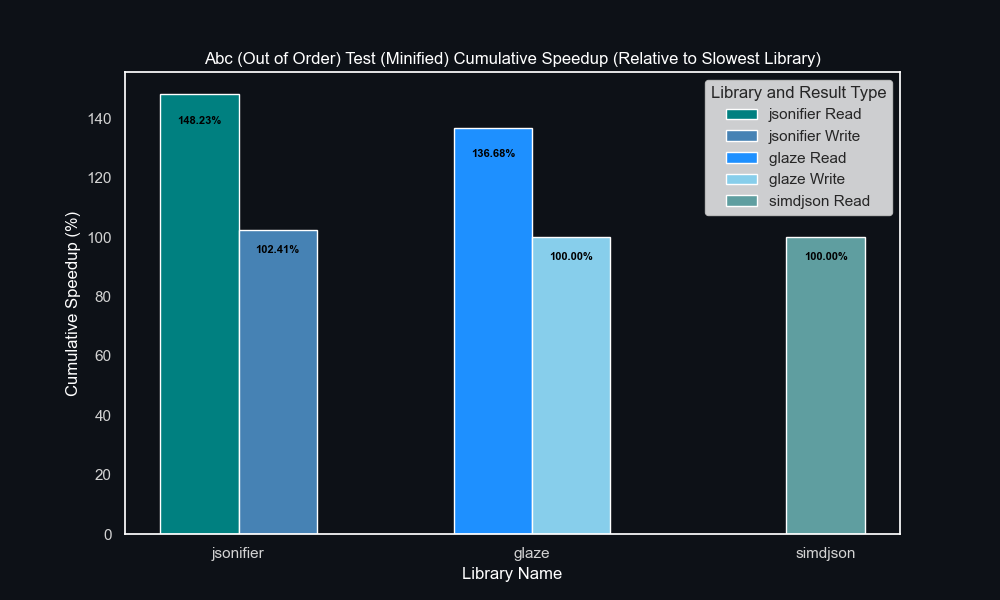 Abc (Out of Order) Test (Minified) Cumulative Speedup (Relative to Slowest Library)
Cumulative Speedup (%)
140
120
100
80
60
40
20
0
148.23%
102.41%
136.68%
100.00%
100.00%
Library and Result Type
jsonifier Read
jsonifier Write
glaze Read
glaze Write
simdjson Read
jsonifier
glaze
simdjson
Library Name